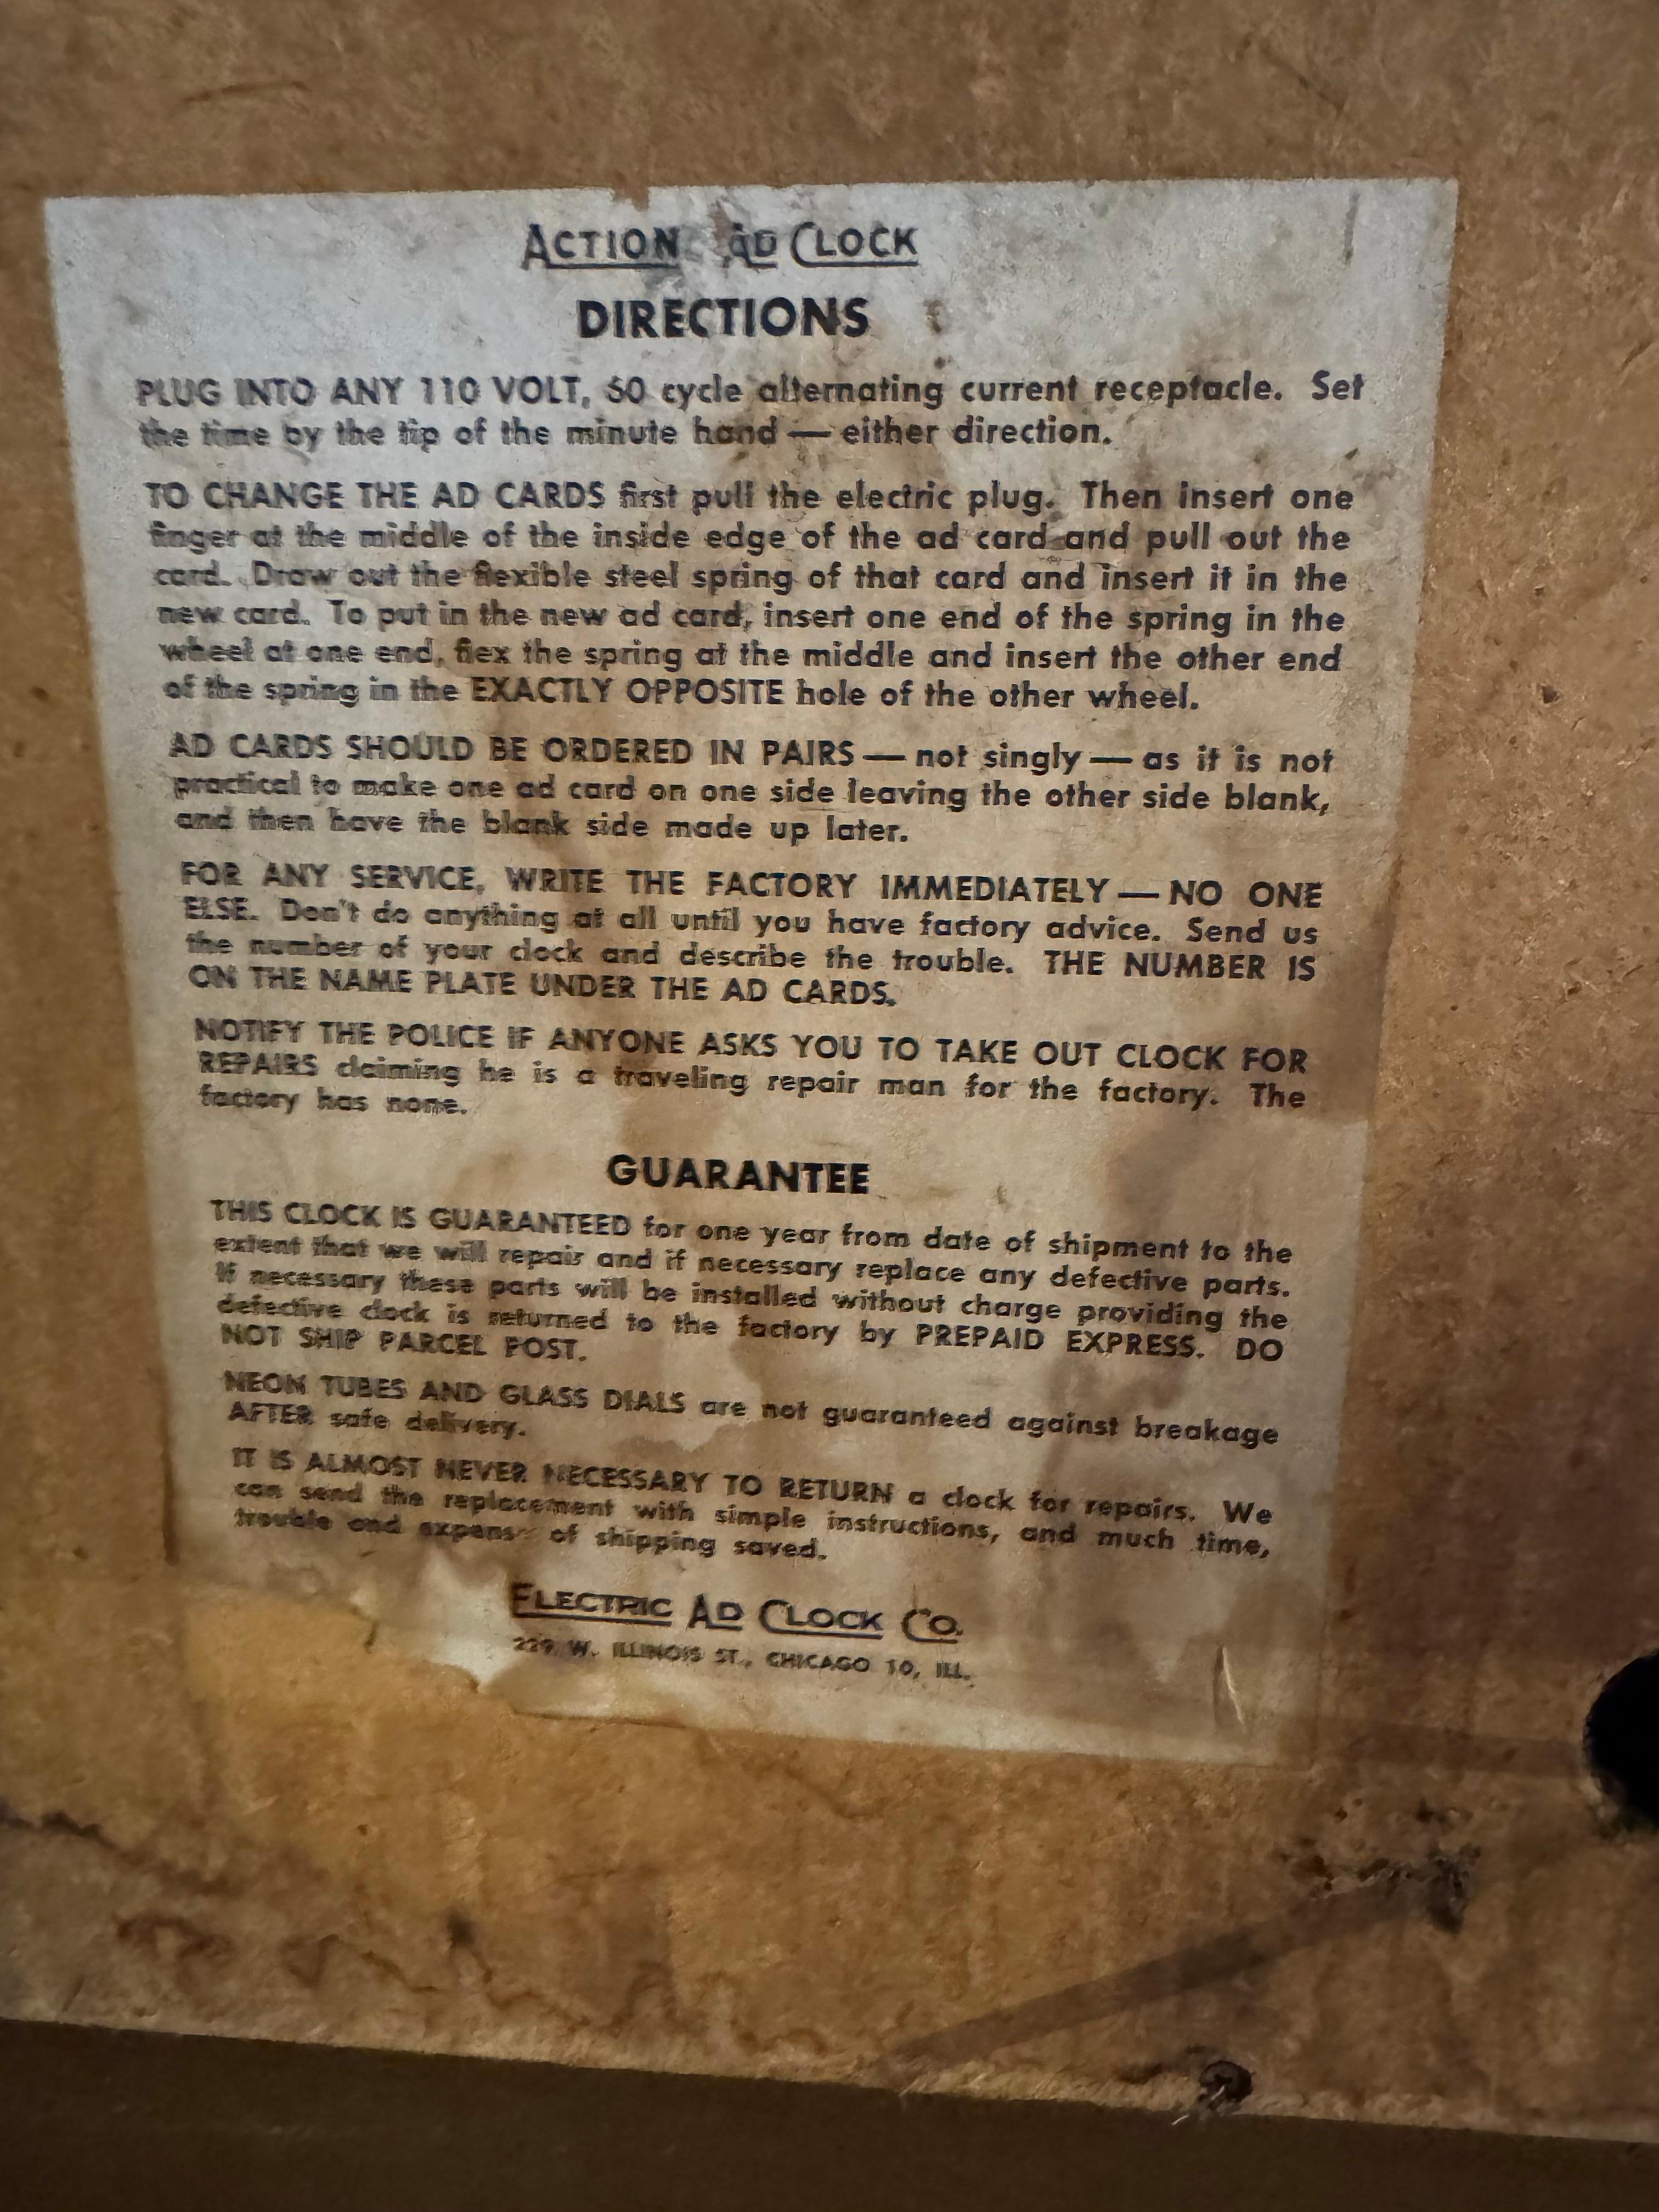 ACTION AD CLOCK
DIRECTIONS
PLUG INTO ANY 110 VOLT, 60 cycle alternating current receptacle. Set
the time by the tip of the minute hand — either direction.
TO CHANGE THE AD CARDS first pull the electric plug. Then insert one
finger at the middle of the inside edge of the ad card and pull out the
card. Draw out the flexible steel spring of that card and insert it in the
new card. To put in the new ad card, insert one end of the spring in the
wheel at one end, flex the spring at the middle and insert the other end
of the spring in the EXACTLY OPPOSITE hole of the other wheel.
AD CARDS SHOULD BE ORDERED IN PAIRS — not singly — as it is not
practical to make one ad card on one side leaving the other side blank,
and then have the blank side made up later.
FOR ANY SERVICE, WRITE THE FACTORY IMMEDIATELY — NO ONE
ELSE. Don't do anything at all until you have factory advice. Send us
the number of your clock and describe the trouble. THE NUMBER IS
ON THE NAME PLATE UNDER THE AD CARDS.
NOTIFY THE POLICE IF ANYONE ASKS YOU TO TAKE OUT CLOCK FOR
REPAIRS claiming he is a traveling repair man for the factory. The
factory has none.
GUARANTEE
THIS CLOCK IS GUARANTEED for one year from date of shipment to the
extent that we will repair and if necessary replace any defective parts.
If necessary these parts will be installed without charge providing the
defective clock is returned to the factory by PREPAID EXPRESS. DO
NOT SHIP PARCEL POST.
NEON TUBES AND GLASS DIALS are not guaranteed against breakage
AFTER safe delivery.
IT IS ALMOST NEVER NECESSARY TO RETURN a clock for repairs. We
can send the replacement with simple instructions, and much time,
trouble and expense of shipping saved.
ELECTRIC AD CLOCK CO.
229 W. ILLINOIS ST., CHICAGO 10, ILL.